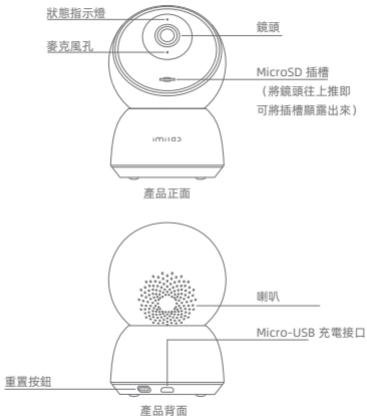 狀態指示燈
鏡頭
麥克風孔
MicroSD 插槽
（將鏡頭往上推即
可將插槽顯露出來）
imilab
產品正面
喇叭
Micro-USB 充電接口
重置按鈕
產品背面